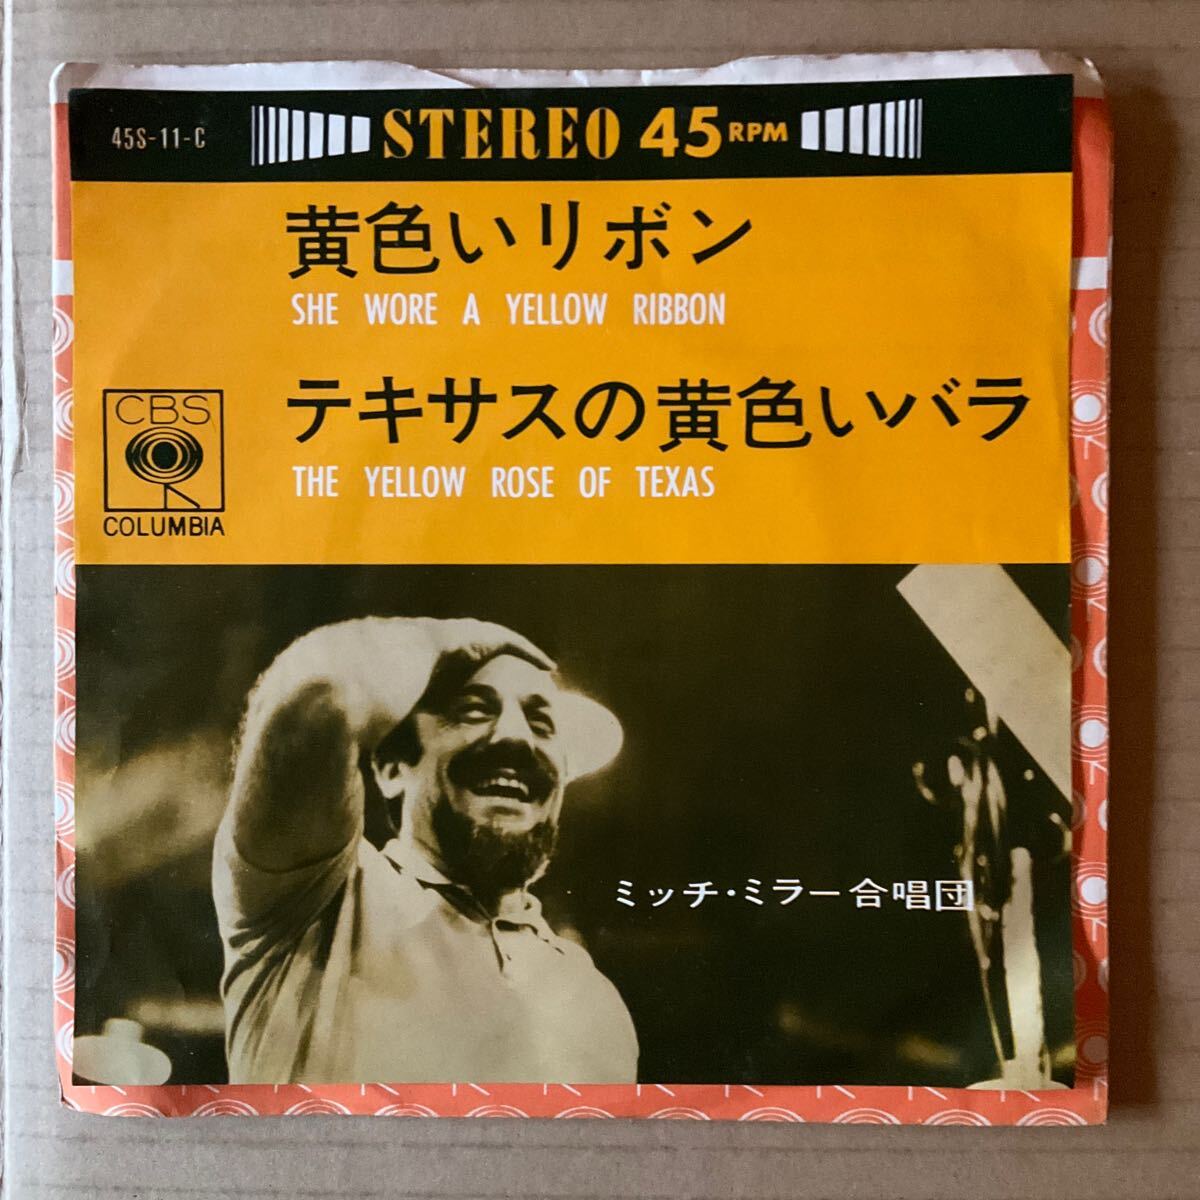 45S-11-C
STEREO 45 RPM
黄色いリボン
SHE WORE A YELLOW RIBBON
テキサスの黄色いバラ
THE YELLOW ROSE OF TEXAS
CBS
COLUMBIA
ミッチ・ミラー合唱団